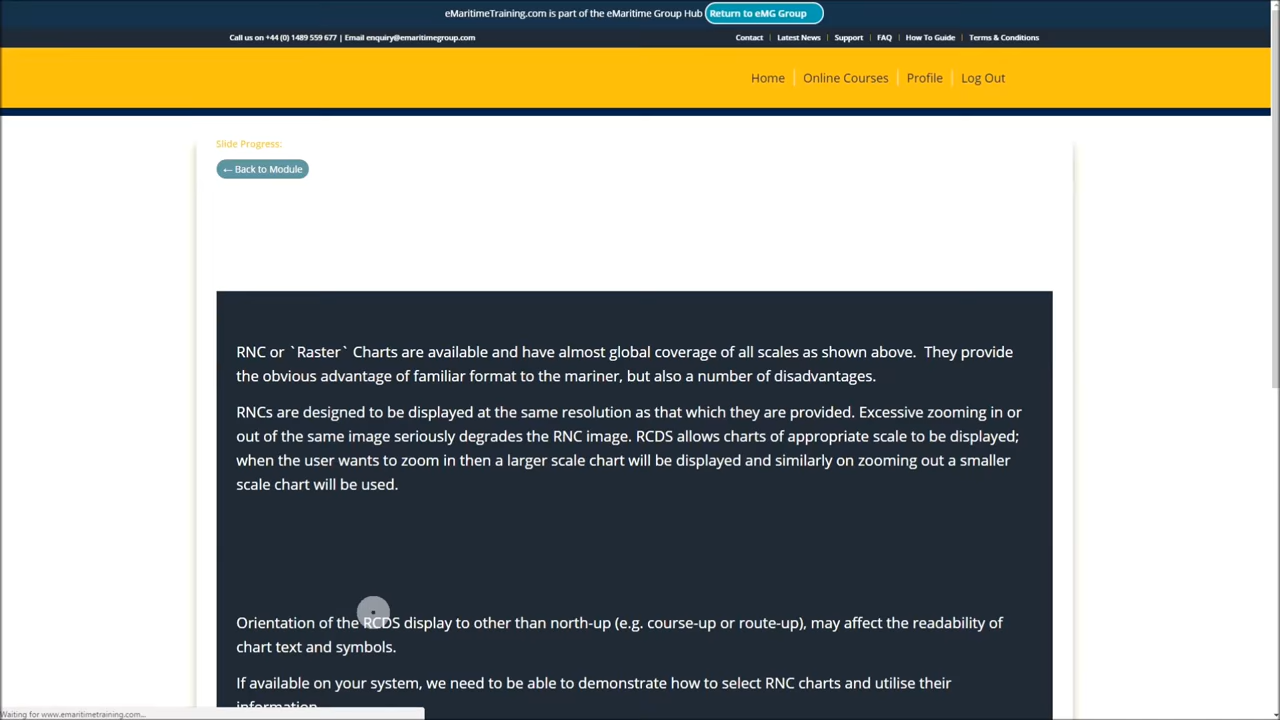 eMaritimeTraining.com is part of the eMaritime Group Hub Return to eMG Group
Call us on +44 (0) 1489 559 677 | Email enquiry@emaritimegroup.com
Contact | Latest News | Support | FAQ | How To Guide | Terms & Conditions
Home | Online Courses | Profile | Log Out
Slide Progress:
← Back to Module
RNC or `Raster` Charts are available and have almost global coverage of all scales as shown above.  They provide
the obvious advantage of familiar format to the mariner, but also a number of disadvantages.
RNCs are designed to be displayed at the same resolution as that which they are provided. Excessive zooming in or
out of the same image seriously degrades the RNC image. RCDS allows charts of appropriate scale to be displayed;
when the user wants to zoom in then a larger scale chart will be displayed and similarly on zooming out a smaller
scale chart will be used.
Orientation of the RCDS display to other than north-up (e.g. course-up or route-up), may affect the readability of
chart text and symbols.
If available on your system, we need to be able to demonstrate how to select RNC charts and utilise their
information
Waiting for www.emaritimetraining.com...